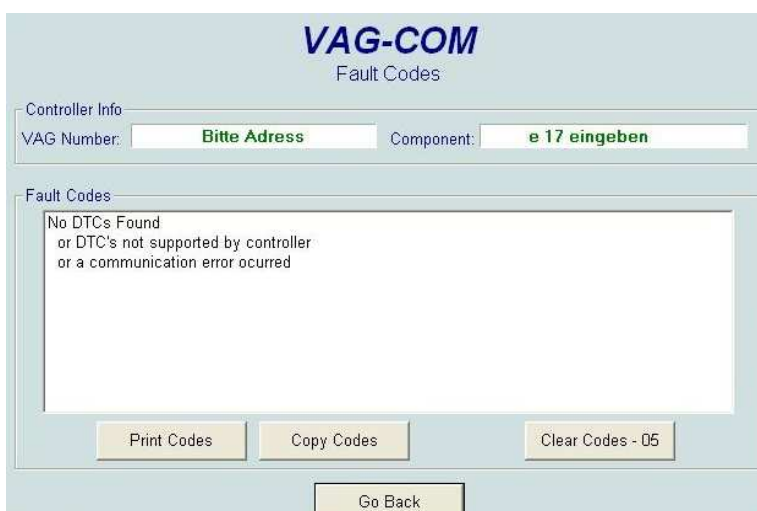 VAG-COM
Fault Codes
Controller Info
VAG Number: Bitte Adress Component: e 17 eingeben
Fault Codes
No DTCs Found
or DTC's not supported by controller
or a communication error ocurred
Print Codes Copy Codes Clear Codes - 05
Go Back